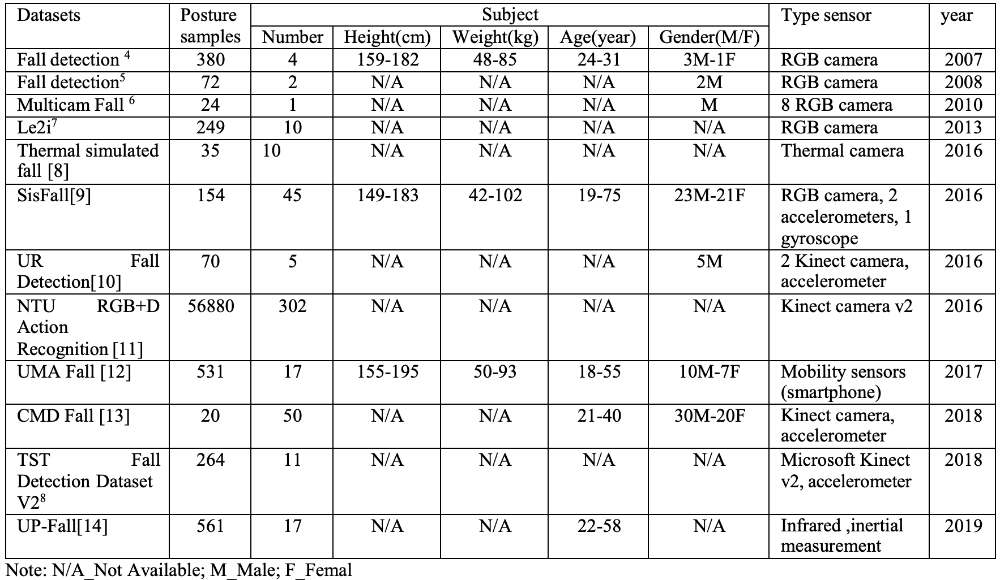 Datasets Posture samples Subject Type sensor year
Number Height(cm) Weight(kg) Age(year) Gender(M/F)
Fall detection 4 380 4 159-182 48-85 24-31 3M-1F RGB camera 2007
Fall detection5 72 2 N/A N/A N/A 2M RGB camera 2008
Multicam Fall 6 24 1 N/A N/A N/A M 8 RGB camera 2010
Le2i7 249 10 N/A N/A N/A N/A RGB camera 2013
Thermal simulated 35 10 N/A N/A N/A N/A Thermal camera 2016
fall [8]
SisFall[9] 154 45 149-183 42-102 19-75 23M-21F RGB camera, 2 2016
accelerometers, 1
gyroscope
UR Fall 70 5 N/A N/A N/A 5M 2 Kinect camera, 2016
Detection[10] accelerometer
NTU RGB+D 56880 302 N/A N/A N/A N/A Kinect camera v2 2016
Action
Recognition [11]
UMA Fall [12] 531 17 155-195 50-93 18-55 10M-7F Mobility sensors 2017
(smartphone)
CMD Fall [13] 20 50 N/A N/A 21-40 30M-20F Kinect camera, 2018
accelerometer
TST Fall 264 11 N/A N/A N/A N/A Microsoft Kinect 2018
Detection Dataset v2, accelerometer
V28
UP-Fall[14] 561 17 N/A N/A 22-58 N/A Infrared ,inertial 2019
measurement
Note: N/A_Not Available; M_Male; F_Femal